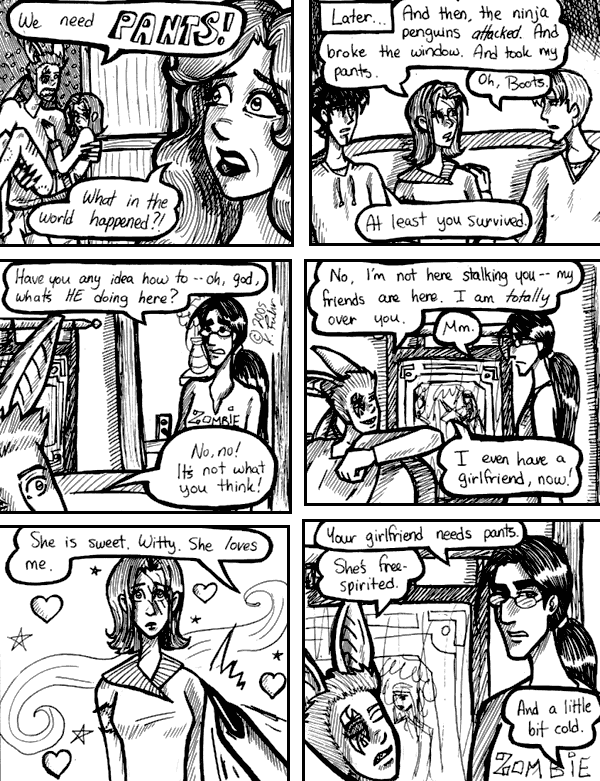 We need PANTS!
What in the
world happened?!
Later...
And then, the ninja
penguins attacked. And
broke the window. And took my
pants.
Oh, Boots.
At least you survived.
Have you any idea how to -- oh, god,
what's HE doing here?
© 2005
ZOMBIE
No, no!
It's not what
you think!
No, I'm not here stalking you -- my
friends are here. I am totally
over you.
Mm.
I even have a
girlfriend, now!
She is sweet. Witty. She loves
me.
Your girlfriend needs pants.
She's free-
spirited.
And a little
bit cold.
ZOMBIE